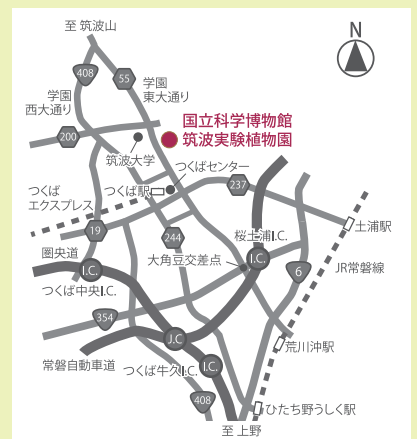 至 筑波山
N
408
55
学園
東大通り
学園
西大通り
国立科学博物館
筑波実験植物園
200
筑波大学
つくばセンター
つくば
エクスプレス
つくば駅
237
土浦駅
19
244
桜土浦I.C.
圏央道
I.C.
大角豆交差点
I.C.
6
JR常磐線
つくば中央I.C.
354
J.C
荒川沖駅
常磐自動車道
つくば牛久I.C.
I.C.
408
ひたち野うしく駅
至 上野